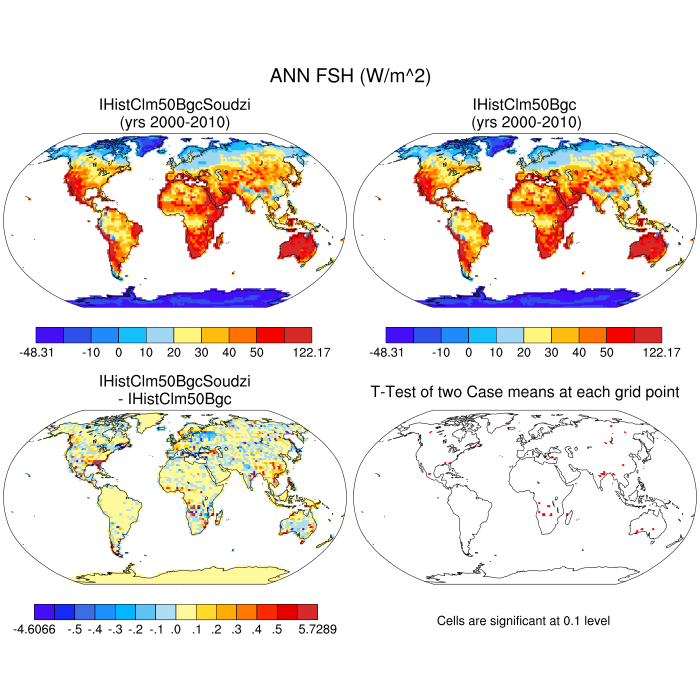 ANN FSH (W/m^2)
IHistClm50BgcSoudzi
(yrs 2000-2010)
IHistClm50Bgc
(yrs 2000-2010)
-48.31 -10 0 10 20 30 40 50 122.17
-48.31 -10 0 10 20 30 40 50 122.17
IHistClm50BgcSoudzi
- IHistClm50Bgc
T-Test of two Case means at each grid point
-4.6066 -.5 -.4 -.3 -.2 -.1 .0 .1 .2 .3 .4 .5 5.7289
Cells are significant at 0.1 level